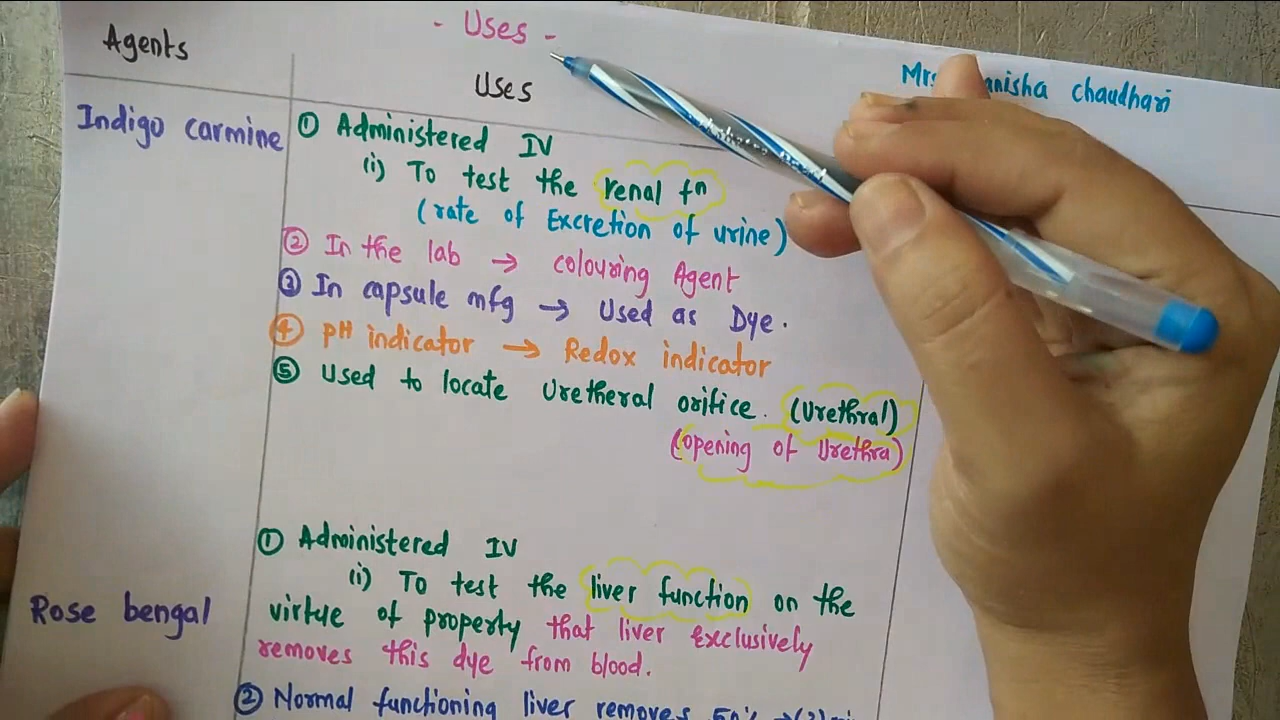 - Uses -
Agents
Uses
Mrs anisha chaudhari
Indigo carmine
① Administered IV
(i) To test the renal fn
(rate of Excretion of urine)
② In the lab → colouring Agent
③ In capsule mfg → Used as Dye.
④ pH indicator → Redox indicator
⑤ Used to locate Uretheral orifice. (Urethral)
(opening of Urethra)
Rose bengal
① Administered IV
(i) To test the liver function on the
virtue of property that liver Exclusively
removes this dye from blood.
② Normal functioning liver removes 50%